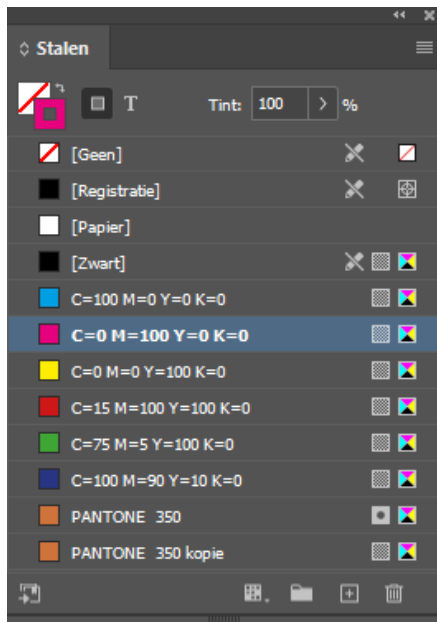 Stalen
T Tint: 100 %
[Geen]
[Registratie]
[Papier]
[Zwart]
C=100 M=0 Y=0 K=0
C=0 M=100 Y=0 K=0
C=0 M=0 Y=100 K=0
C=15 M=100 Y=100 K=0
C=75 M=5 Y=100 K=0
C=100 M=90 Y=10 K=0
PANTONE 350
PANTONE 350 kopie